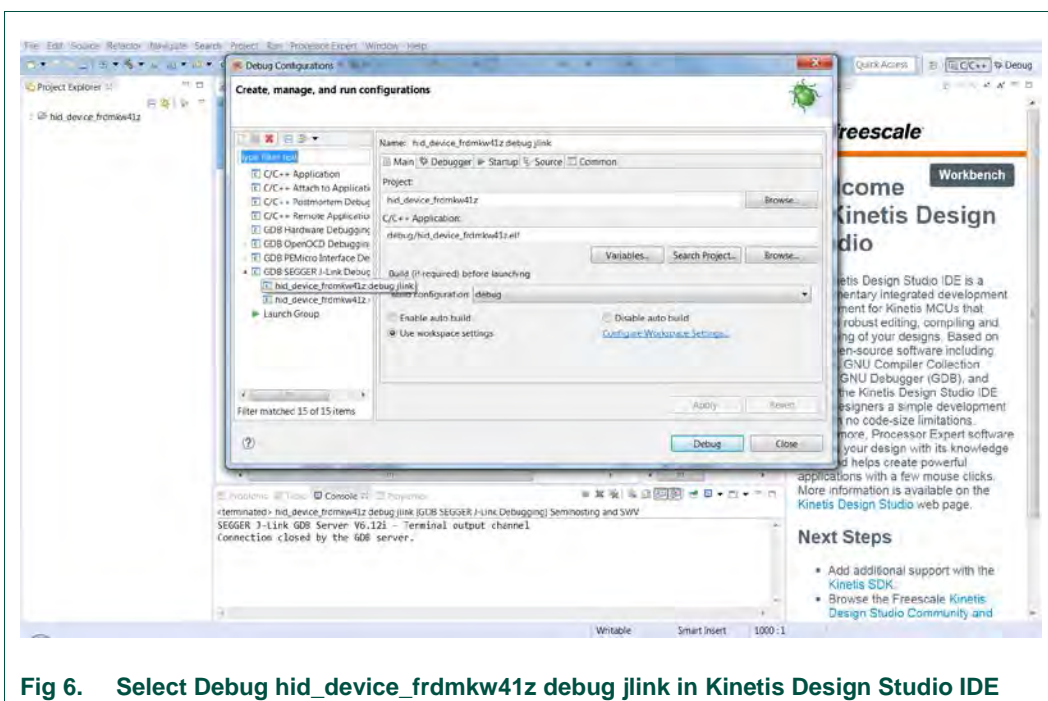 File Edit Source Refactor Navigate Search Project Run Processor Expert Window Help
Debug Configurations
Quick Access
C/C++
Debug
Project Explorer
hid_device_frdmkw41z
Create, manage, and run configurations
type filter text
C/C++ Application
C/C++ Attach to Applicati
C/C++ Postmortem Debug
C/C++ Remote Applicatio
GDB Hardware Debugging
GDB OpenOCD Debuggin
GDB PEMicro Interface De
GDB SEGGER J-Link Debug
hid_device_frdmkw41z debug jlink
hid_device_frdmkw41z
Launch Group
Filter matched 15 of 15 items
Name: hid_device_frdmkw41z debug jlink
Main Debugger Startup Source Common
Project:
hid_device_frdmkw41z
Browse...
C/C++ Application:
debug/hid_device_frdmkw41z.elf
Variables... Search Project... Browse...
Build (if required) before launching
configuration: debug
Enable auto build
Disable auto build
Use workspace settings
Configure Workspace Settings...
Apply Revert
Debug Close
reescale
Workbench
come
Kinetis Design
dio
etis Design Studio IDE is a
mentary integrated development
ment for Kinetis MCUs that
robust editing, compiling and
ng of your designs. Based on
en-source software including
GNU Compiler Collection
GNU Debugger (GDB), and
the Kinetis Design Studio IDE
esigners a simple development
no code-size limitations.
more, Processor Expert software
your design with its knowledge
d helps create powerful
applications with a few mouse clicks.
More information is available on the
Kinetis Design Studio web page.
Next Steps
Add additional support with the
Kinetis SDK.
Browse the Freescale Kinetis
Design Studio Community and
Problems Tasks Console Properties
<terminated> hid_device_frdmkw41z debug jlink [GDB SEGGER J-Link Debugging] Semihosting and SWV
SEGGER J-Link GDB Server V6.12i - Terminal output channel
Connection closed by the GDB server.
Writable Smart Insert 1000 : 1
Fig 6. Select Debug hid_device_frdmkw41z debug jlink in Kinetis Design Studio IDE